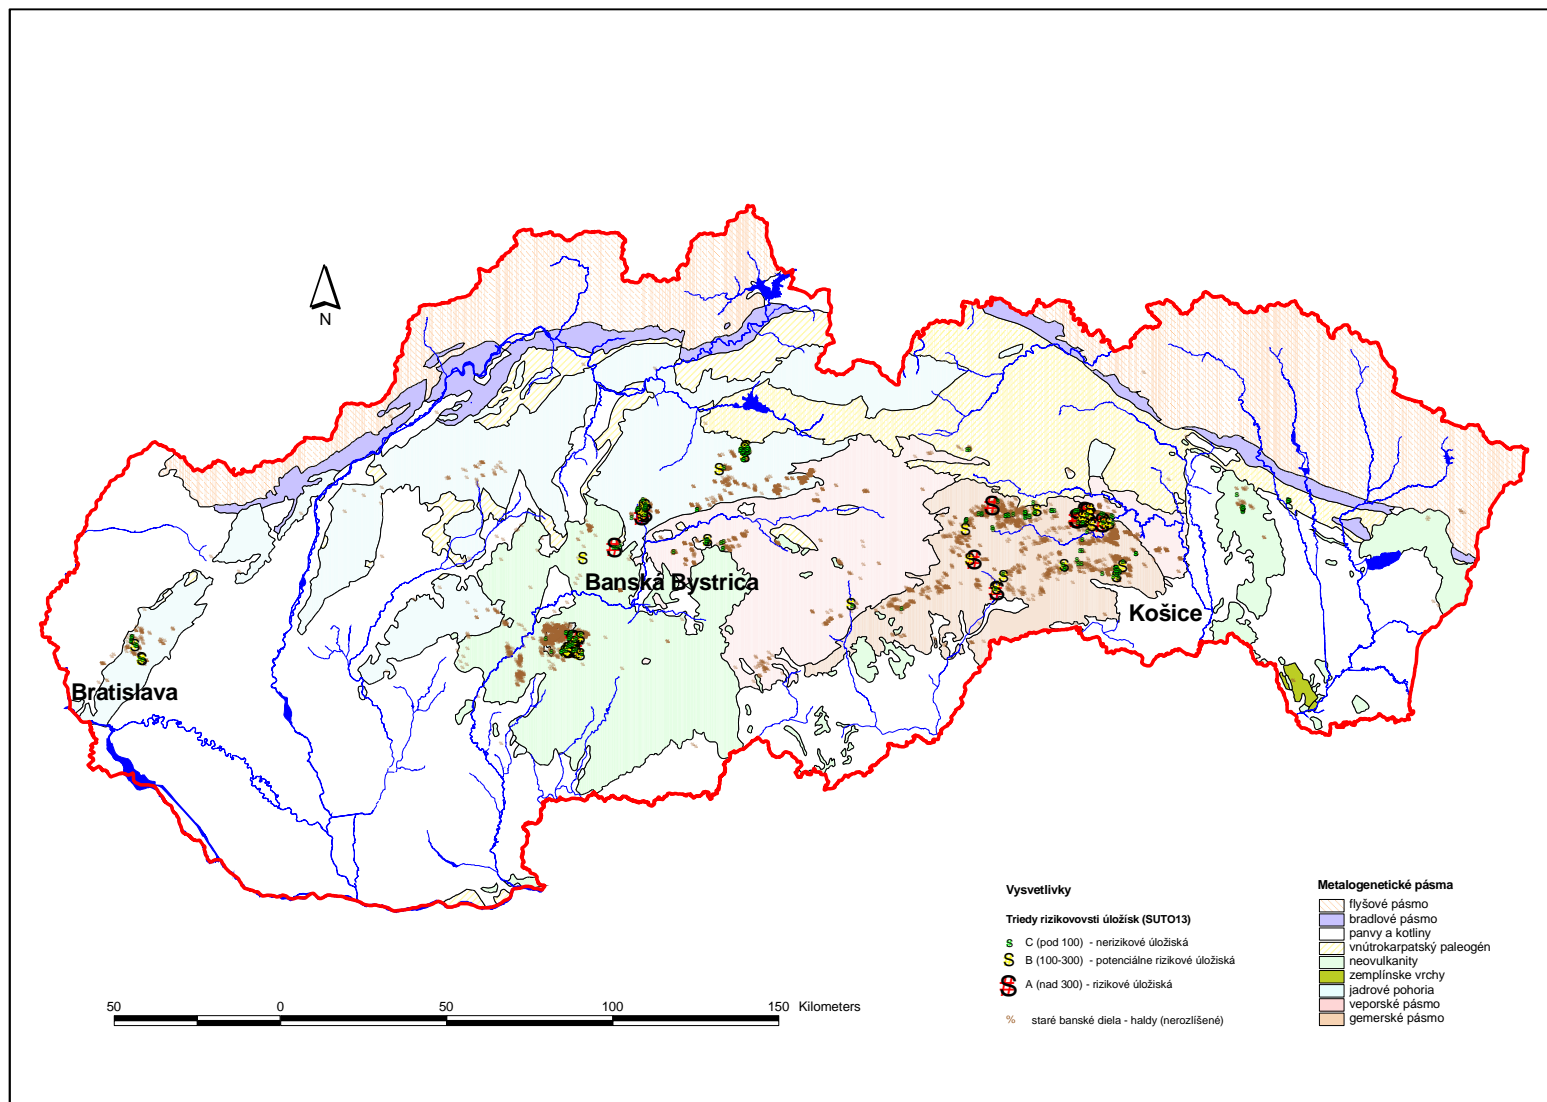 N
Banská Bystrica
Košice
Bratislava
Vysvetlivky
Triedy rizikovosti úložísk (SUTO13)
S C (pod 100) - nerizikové úložiská
S B (100-300) - potenciálne rizikové úložiská
S A (nad 300) - rizikové úložiská
% staré banské diela - haldy (nerozlíšené)
Metalogenetické pásma
flyšové pásmo
bradlové pásmo
panvy a kotliny
vnútrokarpatský paleogén
neovulkanity
zemplínske vrchy
jadrové pohoria
veporské pásmo
gemerské pásmo
50 0 50 100 150 Kilometers